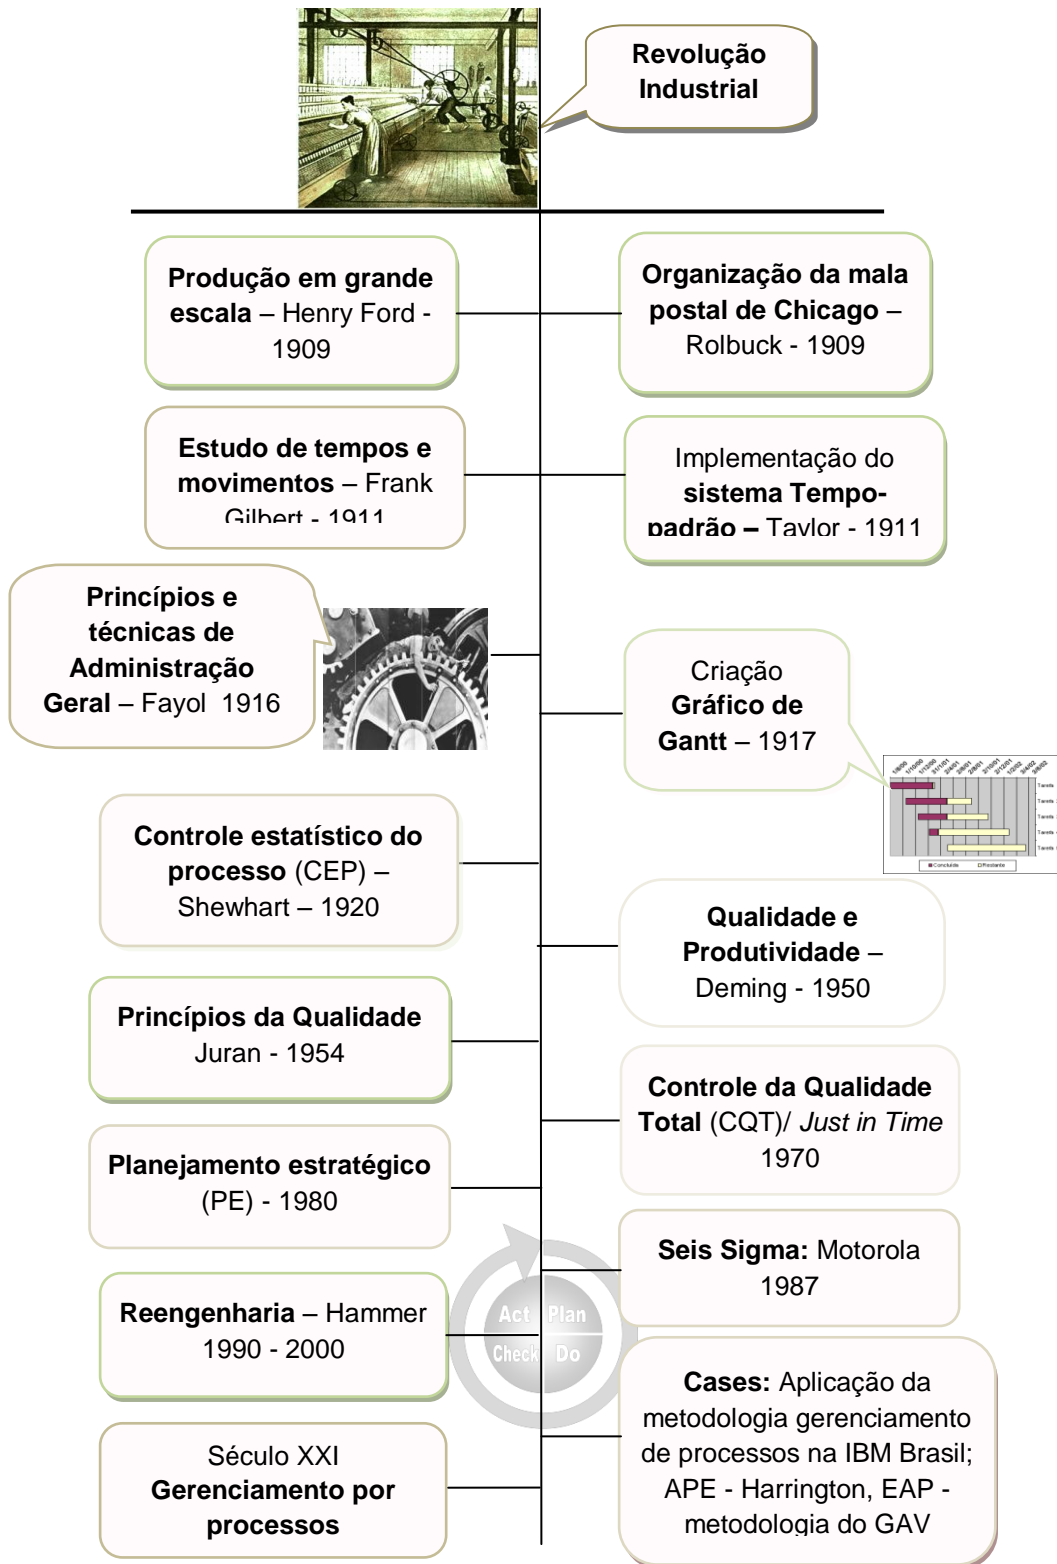 Revolução
Industrial
Produção em grande
escala – Henry Ford -
1909
Organização da mala
postal de Chicago –
Rolbuck - 1909
Estudo de tempos e
movimentos – Frank
Gilbert - 1911
Implementação do
sistema Tempo-
padrão – Taylor - 1911
Princípios e
técnicas de
Administração
Geral – Fayol 1916
Criação
Gráfico de
Gantt – 1917
Concluída
Restante
Controle estatístico do
processo (CEP) –
Shewhart – 1920
Qualidade e
Produtividade –
Deming - 1950
Princípios da Qualidade
Juran - 1954
Controle da Qualidade
Total (CQT)/ Just in Time
1970
Planejamento estratégico
(PE) - 1980
Seis Sigma: Motorola
1987
Act Plan
Check Do
Reengenharia – Hammer
1990 - 2000
Cases: Aplicação da
metodologia gerenciamento
de processos na IBM Brasil;
APE - Harrington, EAP -
metodologia do GAV
Século XXI
Gerenciamento por
processos